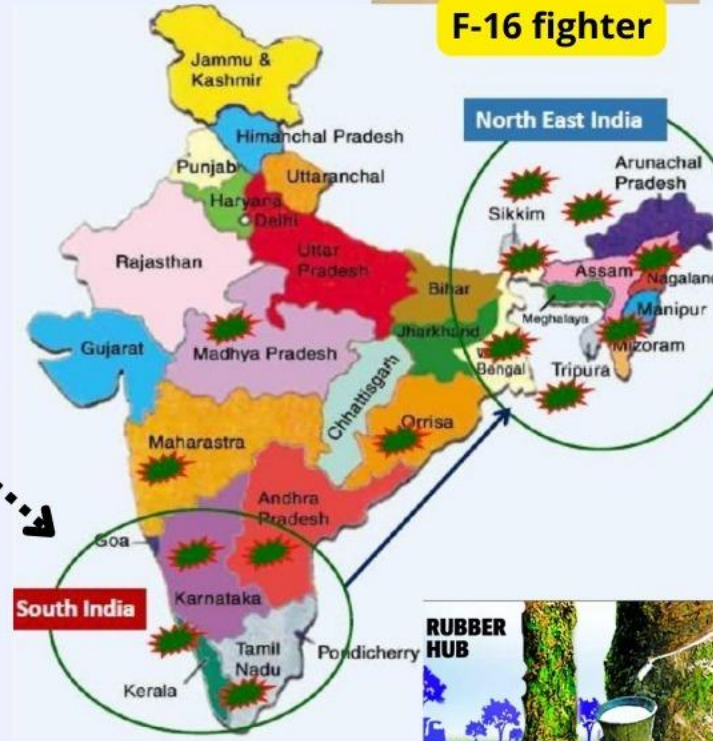 F-16 fighter
Jammu &
Kashmir
North East India
Himanchal Pradesh
Punjab
Uttaranchal
Arunachal
Pradesh
Sikkim
Haryana
Delhi
Rajasthan
Uttar
Pradesh
Assam
Nagaland
Bihar
Meghalaya
Manipur
Jharkhand
Gujarat
Madhya Pradesh
Mizoram
Bengal
Tripura
Chhattisgarh
Orrisa
Maharastra
Andhra
Pradesh
Goa
Karnataka
South India
RUBBER
HUB
Tamil
Nadu
Pondicherry
Kerala